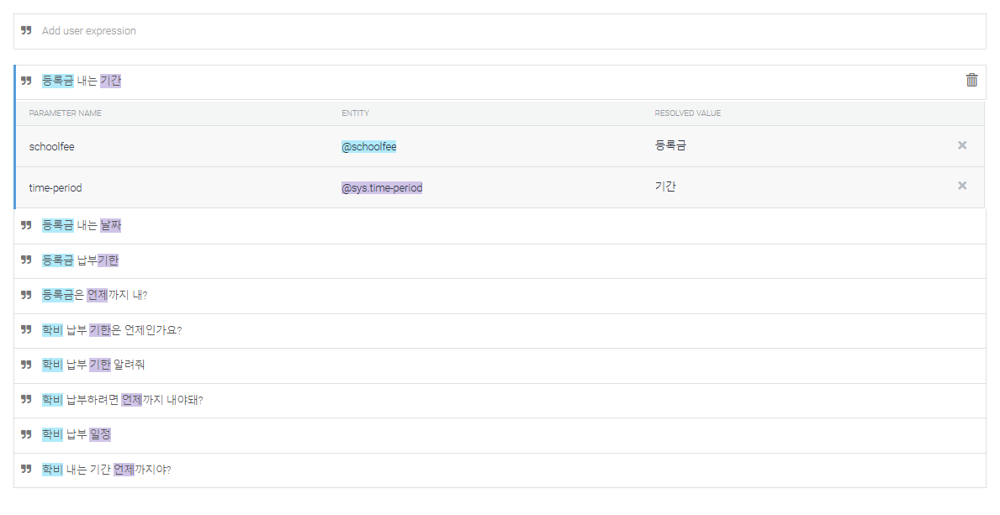 Add user expression
등록금 내는 기간
PARAMETER NAME ENTITY RESOLVED VALUE
schoolfee @schoolfee 등록금
time-period @sys.time-period 기간
등록금 내는 날짜
등록금 납부기한
등록금은 언제까지 내?
학비 납부 기한은 언제인가요?
학비 납부 기한 알려줘
학비 납부하려면 언제까지 내야돼?
학비 납부 일정
학비 내는 기간 언제까지야?